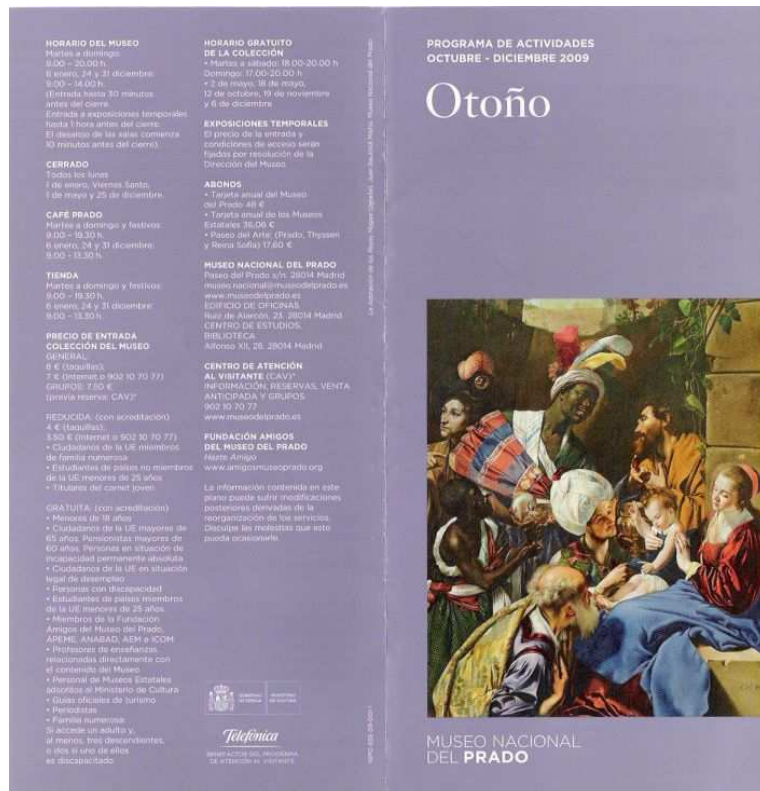 HORARIO DEL MUSEO
Martes a domingo:
9.00 - 20.00 h.
6 enero, 24 y 31 diciembre:
9.00 - 14.00 h.
(Entrada hasta 30 minutos
antes del cierre.
Entrada a exposiciones temporales
hasta 1 hora antes del cierre.
El desalojo de las salas comienza
10 minutos antes del cierre).
CERRADO
Todos los lunes
1 de enero, Viernes Santo,
1 de mayo y 25 de diciembre.
CAFÉ PRADO
Martes a domingo y festivos:
9.00 - 19.30 h.
6 enero, 24 y 31 diciembre:
9.00 - 13.30 h.
TIENDA
Martes a domingo y festivos:
9.00 - 19.30 h.
6 enero, 24 y 31 diciembre:
9.00 - 13.30 h.
PRECIO DE ENTRADA
COLECCIÓN DEL MUSEO
GENERAL:
8 € (taquillas);
7 € (Internet o 902 10 70 77)
GRUPOS: 7,50 €
(previa reserva: CAV)*
REDUCIDA: (con acreditación)
4 € (taquillas);
3,50 € (Internet o 902 10 70 77)
• Ciudadanos de la UE miembros
de familia numerosa
• Estudiantes de países no miembros
de la UE menores de 25 años
• Titulares del carnet joven
GRATUITA: (con acreditación)
• Menores de 18 años
• Ciudadanos de la UE mayores de
65 años. Pensionistas mayores de
60 años. Personas en situación de
incapacidad permanente absoluta
• Ciudadanos de la UE en situación
legal de desempleo
• Personas con discapacidad
• Estudiantes de países miembros
de la UE menores de 25 años
• Miembros de la Fundación
Amigos del Museo del Prado,
APEME, ANABAD, AEM e ICOM
• Profesores de enseñanzas
relacionadas directamente con
el contenido del Museo
• Personal de Museos Estatales
adscritos al Ministerio de Cultura
• Guías oficiales de turismo
• Periodistas
• Familia numerosa:
Si accede un adulto y,
al menos, tres descendientes,
o dos si uno de ellos
es discapacitado
HORARIO GRATUITO
DE LA COLECCIÓN
• Martes a sábado: 18.00-20.00 h
Domingo: 17.00-20.00 h
• 2 de mayo, 18 de mayo,
12 de octubre, 19 de noviembre
y 6 de diciembre
EXPOSICIONES TEMPORALES
El precio de la entrada y
condiciones de acceso serán
fijados por resolución de la
Dirección del Museo
ABONOS
• Tarjeta anual del Museo
del Prado 48 €
• Tarjeta anual de los Museos
Estatales 36,06 €
• Paseo del Arte: (Prado, Thyssen
y Reina Sofía) 17,60 €
MUSEO NACIONAL DEL PRADO
Paseo del Prado s/n. 28014 Madrid
museo.nacional@museodelprado.es
www.museodelprado.es
EDIFICIO DE OFICINAS
Ruiz de Alarcón, 23. 28014 Madrid
CENTRO DE ESTUDIOS.
BIBLIOTECA
Alfonso XII, 28. 28014 Madrid
CENTRO DE ATENCIÓN
AL VISITANTE (CAV)*
INFORMACIÓN, RESERVAS, VENTA
ANTICIPADA Y GRUPOS
902 10 70 77
www.museodelprado.es
FUNDACIÓN AMIGOS
DEL MUSEO DEL PRADO
Hazte Amigo
www.amigosmuseoprado.org
La información contenida en este
plano puede sufrir modificaciones
posteriores derivadas de la
reorganización de los servicios.
Disculpe las molestias que esto
pueda ocasionarle.
GOBIERNO
DE ESPAÑA
MINISTERIO
DE CULTURA
Telefónica
BENEFACTOR DEL PROGRAMA
DE ATENCIÓN AL VISITANTE
PROGRAMA DE ACTIVIDADES
OCTUBRE - DICIEMBRE 2009
Otoño
MUSEO NACIONAL
DEL PRADO